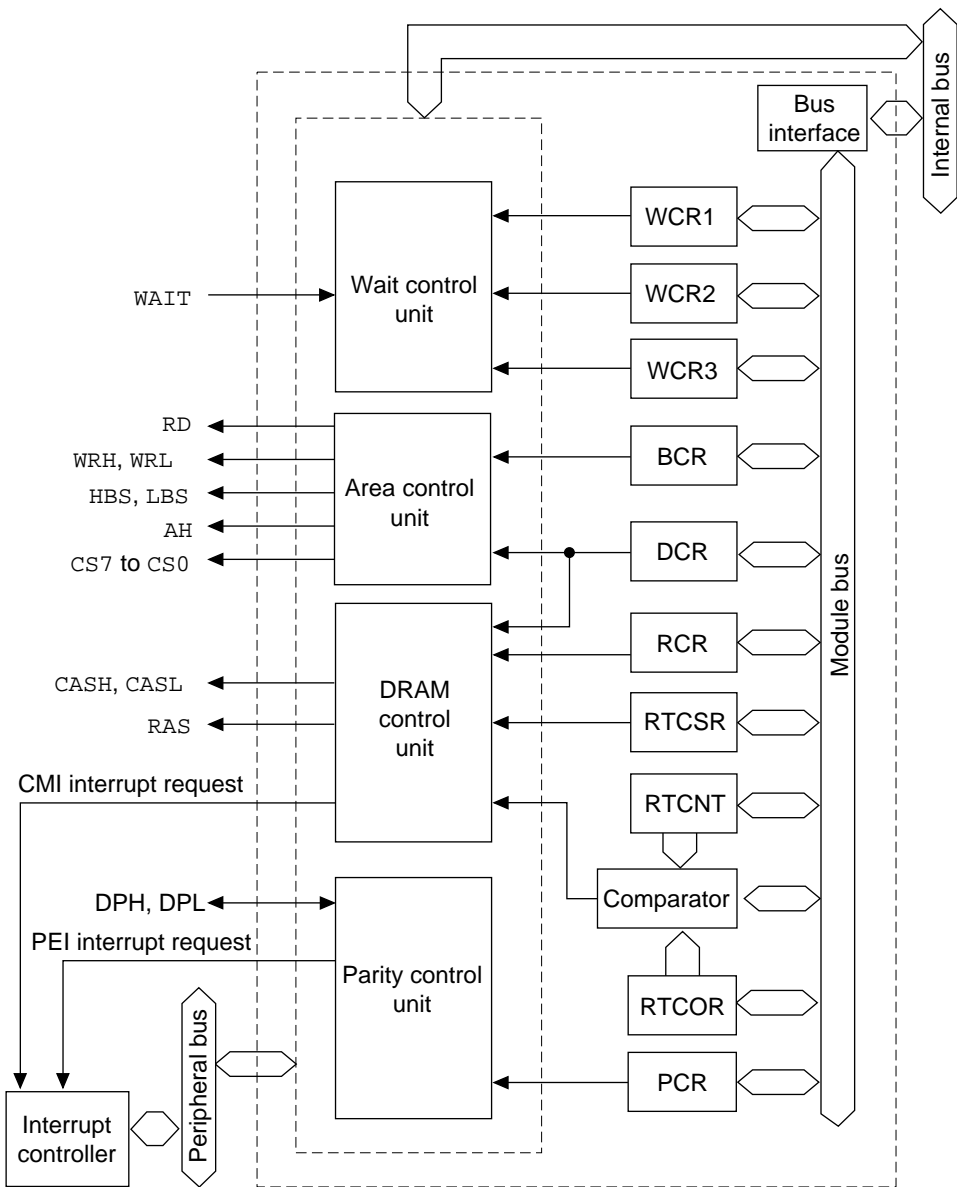 Internal bus
Bus
interface
WCR1
Wait control
unit
WAIT
WCR2
WCR3
RD
WRH, WRL
HBS, LBS
AH
CS7 to CS0
Area control
unit
BCR
DCR
Module bus
RCR
CASH, CASL
RAS
DRAM
control
unit
RTCSR
CMI interrupt request
RTCNT
Comparator
DPH, DPL
PEI interrupt request
Parity control
unit
RTCOR
PCR
Peripheral bus
Interrupt
controller